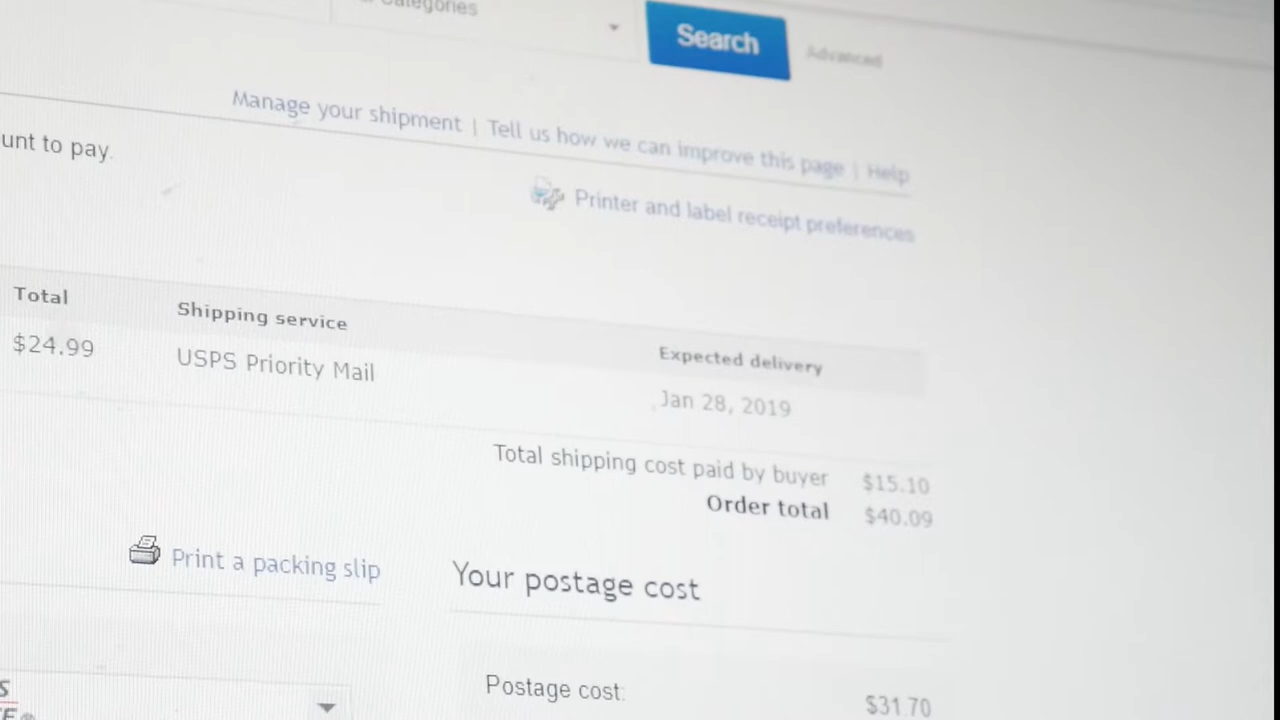 Categories
Search
Advanced
Manage your shipment | Tell us how we can improve this page | Help
unt to pay.
Printer and label receipt preferences
Total Shipping service Expected delivery
$24.99 USPS Priority Mail Jan 28, 2019
Total shipping cost paid by buyer $15.10
Order total $40.09
Print a packing slip
Your postage cost
Postage cost: $31.70